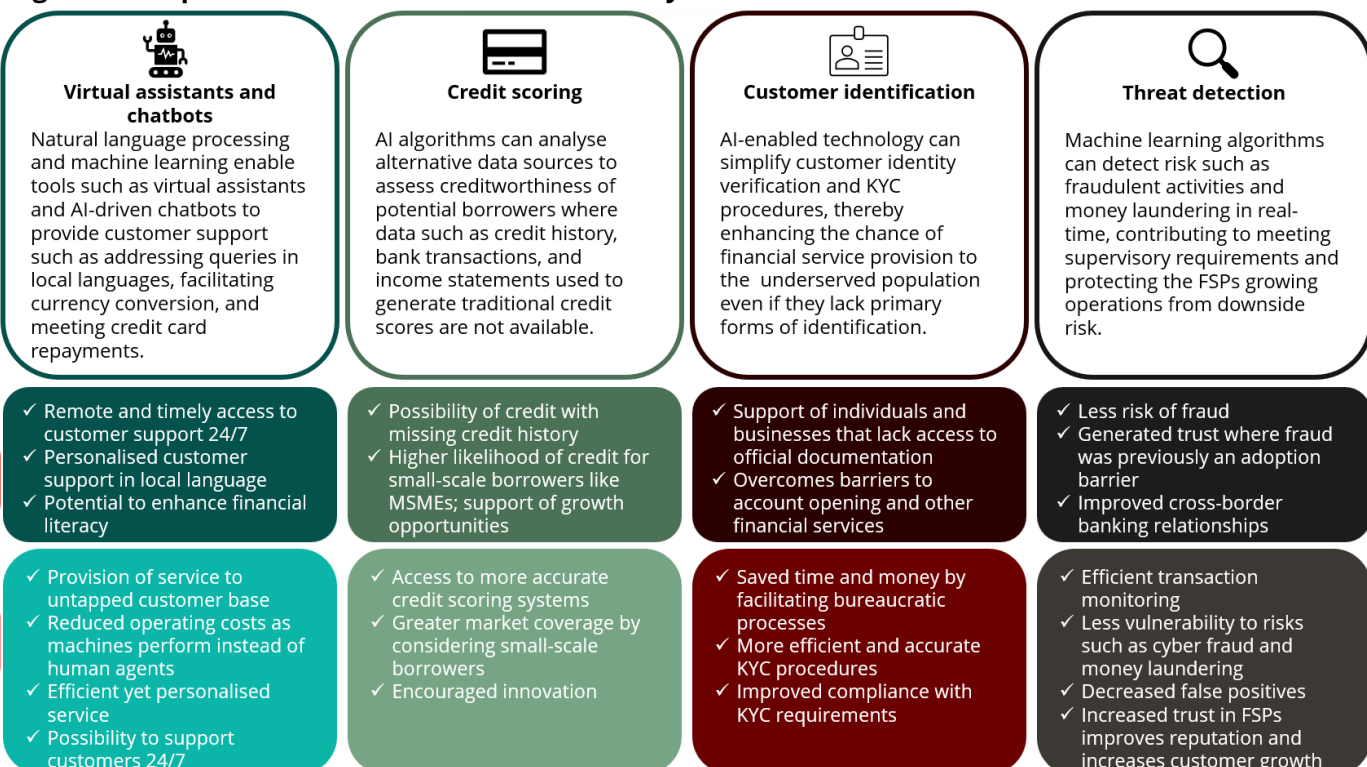 Virtual assistants and
chatbots
Natural language processing
and machine learning enable
tools such as virtual assistants
and AI-driven chatbots to
provide customer support
such as addressing queries in
local languages, facilitating
currency conversion, and
meeting credit card
repayments.
Credit scoring
AI algorithms can analyse
alternative data sources to
assess creditworthiness of
potential borrowers where
data such as credit history,
bank transactions, and
income statements used to
generate traditional credit
scores are not available.
Customer identification
AI-enabled technology can
simplify customer identity
verification and KYC
procedures, thereby
enhancing the chance of
financial service provision to
the underserved population
even if they lack primary
forms of identification.
Threat detection
Machine learning algorithms
can detect risk such as
fraudulent activities and
money laundering in real-
time, contributing to meeting
supervisory requirements and
protecting the FSPs growing
operations from downside
risk.
✓ Remote and timely access to
customer support 24/7
✓ Personalised customer
support in local language
✓ Potential to enhance financial
literacy
✓ Possibility of credit with
missing credit history
✓ Higher likelihood of credit for
small-scale borrowers like
MSMEs; support of growth
opportunities
✓ Support of individuals and
businesses that lack access to
official documentation
✓ Overcomes barriers to
account opening and other
financial services
✓ Less risk of fraud
✓ Generated trust where fraud
was previously an adoption
barrier
✓ Improved cross-border
banking relationships
✓ Provision of service to
untapped customer base
✓ Reduced operating costs as
machines perform instead of
human agents
✓ Efficient yet personalised
service
✓ Possibility to support
customers 24/7
✓ Access to more accurate
credit scoring systems
✓ Greater market coverage by
considering small-scale
borrowers
✓ Encouraged innovation
✓ Saved time and money by
facilitating bureaucratic
processes
✓ More efficient and accurate
KYC procedures
✓ Improved compliance with
KYC requirements
✓ Efficient transaction
monitoring
✓ Less vulnerability to risks
such as cyber fraud and
money laundering
✓ Decreased false positives
✓ Increased trust in FSPs
improves reputation and
increases customer growth